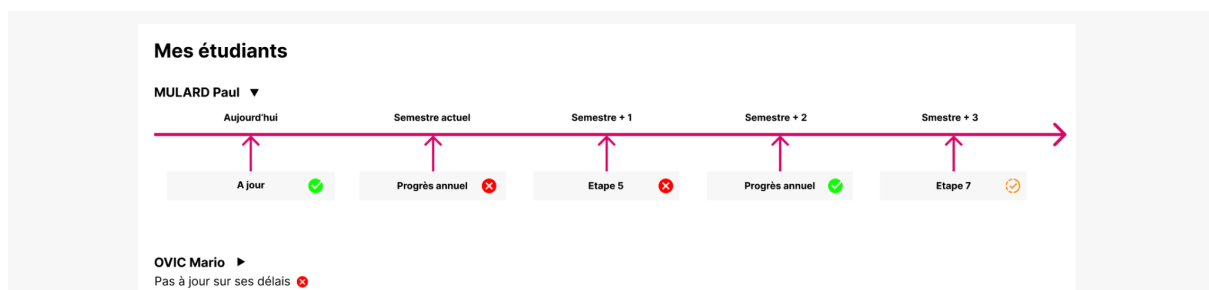 Mes étudiants
MULARD Paul
Aujourd'hui Semestre actuel Semestre + 1 Semestre + 2 Smestre + 3
A jour Progrès annuel Etape 5 Progrès annuel Etape 7
OVIC Mario
Pas à jour sur ses délais